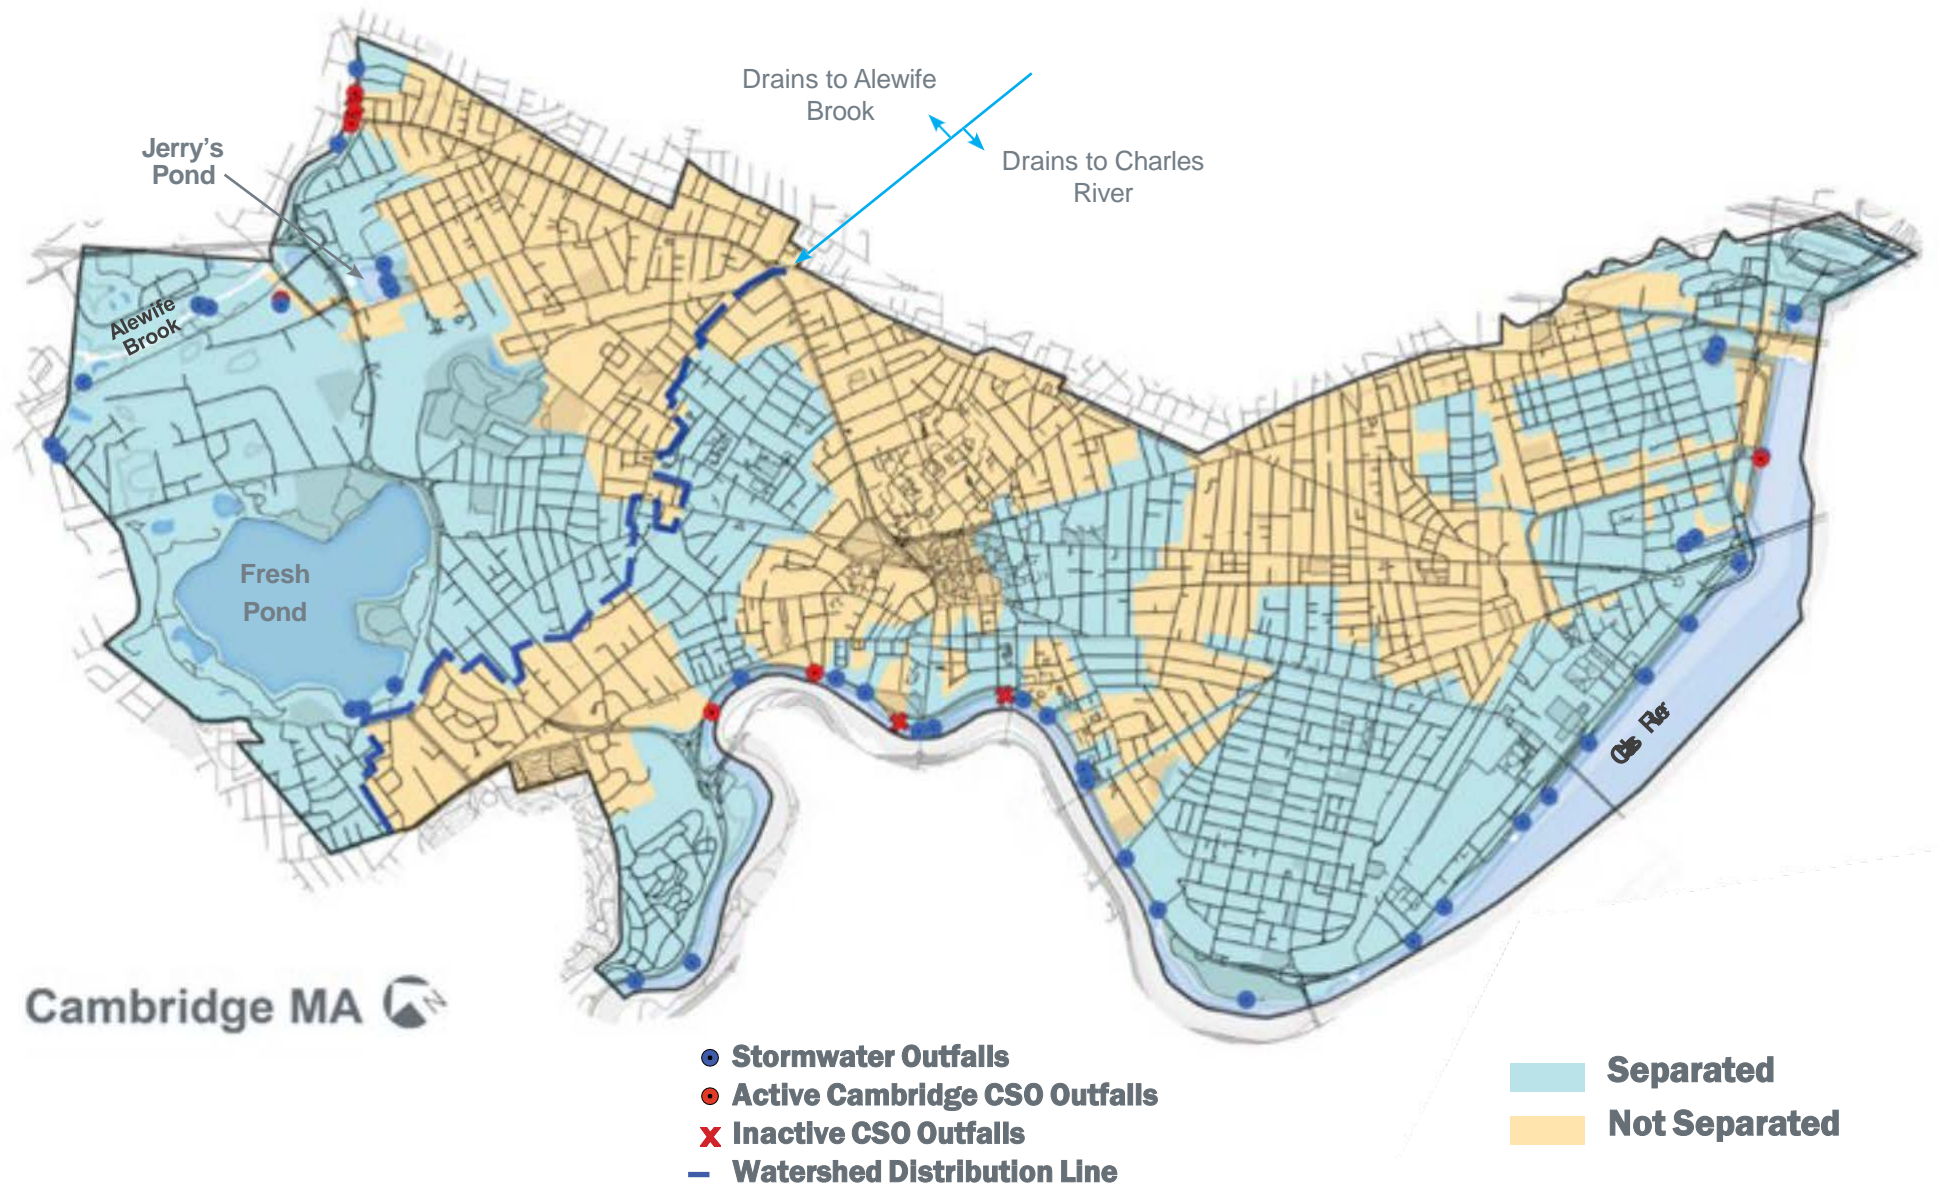 Drains to Alewife
Brook
Drains to Charles
River
Jerry's
Pond
Alewife
Brook
Fresh
Pond
Cambridge MA
N
Stormwater Outfalls
Active Cambridge CSO Outfalls
Inactive CSO Outfalls
Watershed Distribution Line
Separated
Not Separated